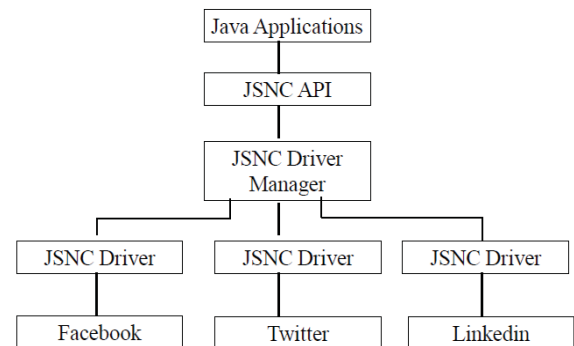 Java Applications
JSNC API
JSNC Driver
Manager
JSNC Driver
JSNC Driver
JSNC Driver
Facebook
Twitter
Linkedin